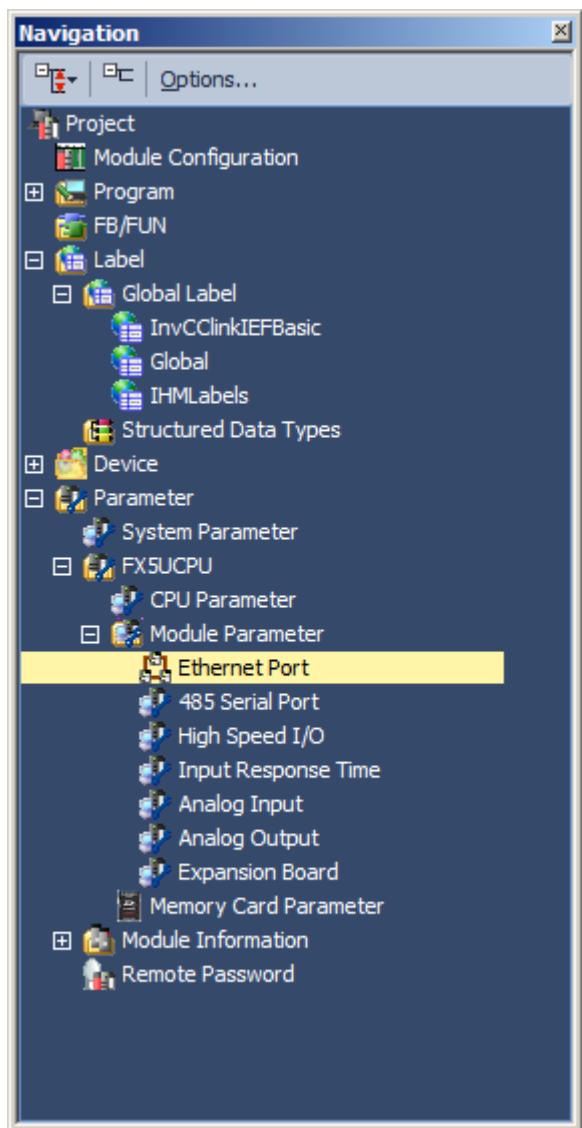 Navigation
Options...
Project
Module Configuration
Program
FB/FUN
Label
Global Label
InvCClinkIEFBasic
Global
IHMLabels
Structured Data Types
Device
Parameter
System Parameter
FX5UCPU
CPU Parameter
Module Parameter
Ethernet Port
485 Serial Port
High Speed I/O
Input Response Time
Analog Input
Analog Output
Expansion Board
Memory Card Parameter
Module Information
Remote Password